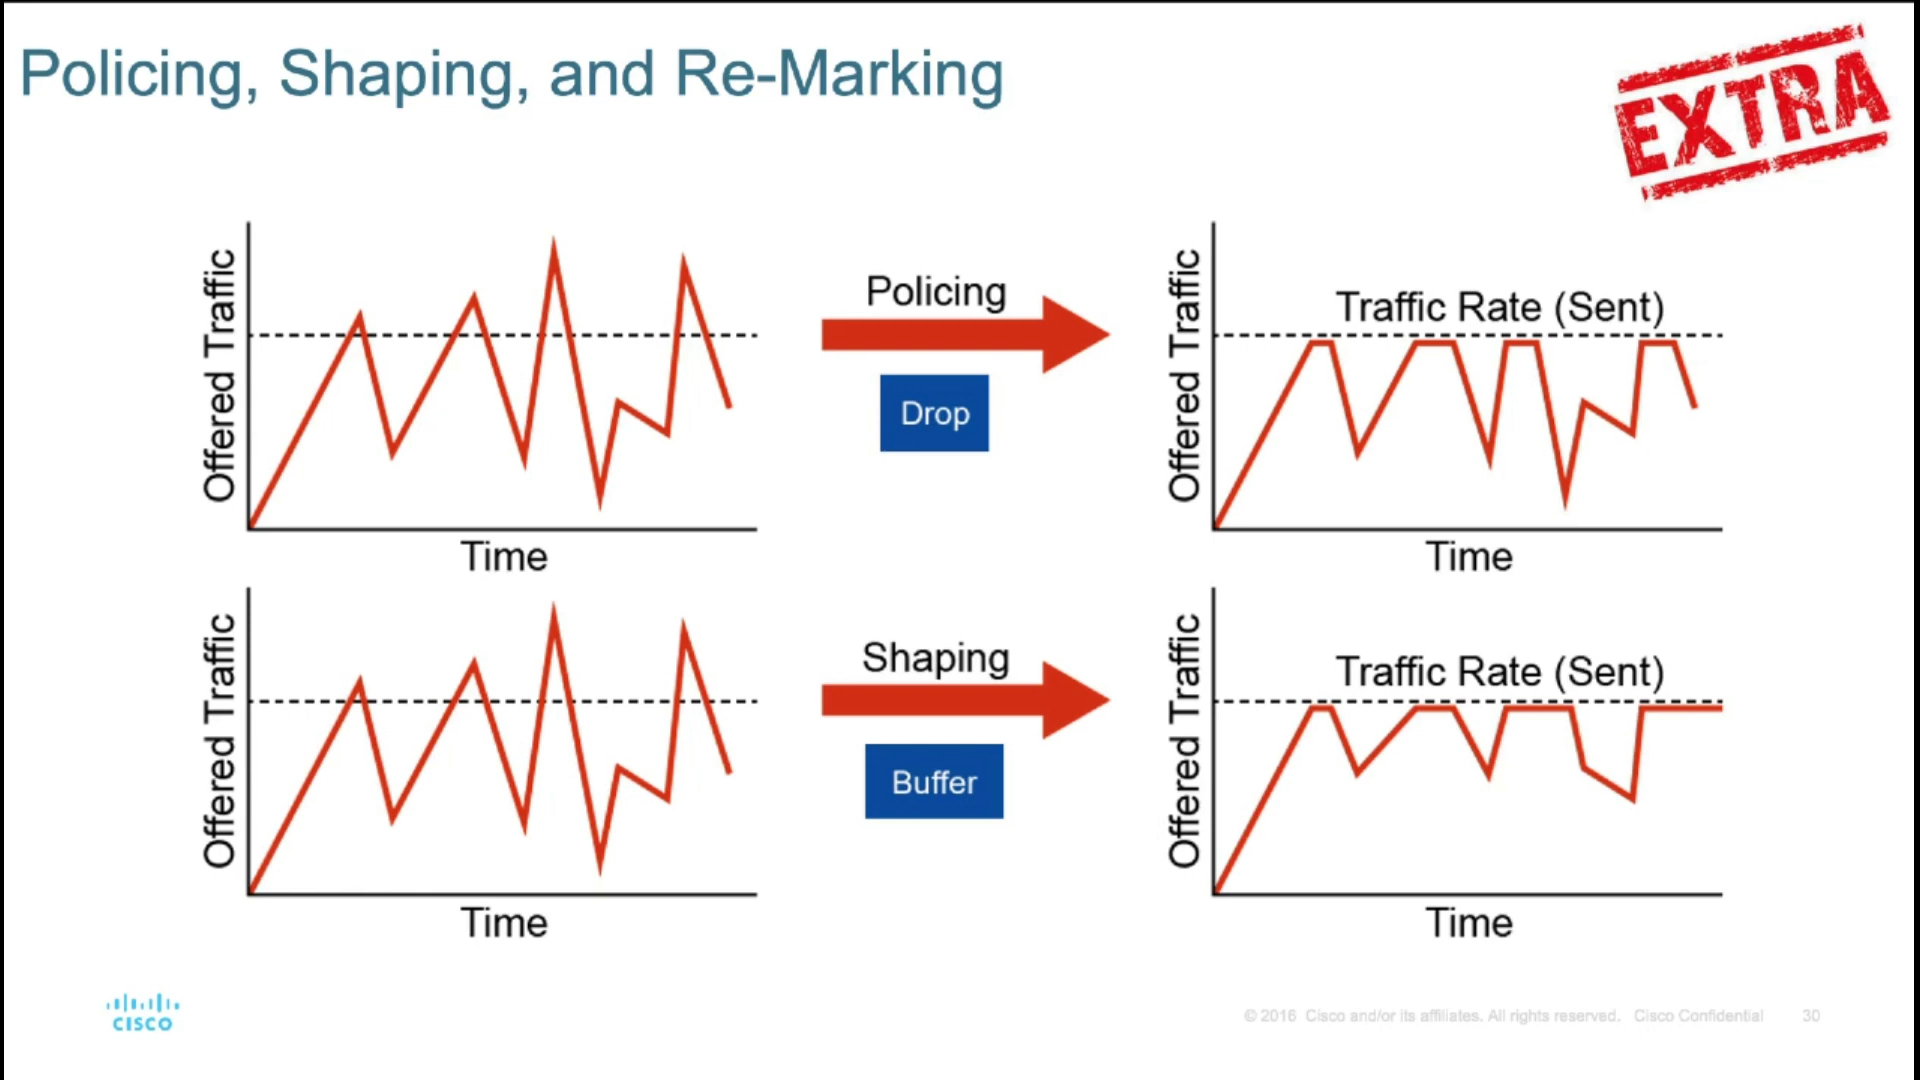 Policing, Shaping, and Re-Marking
EXTRA
Offered Traffic
Time
Policing
Drop
Offered Traffic
Traffic Rate (Sent)
Time
Offered Traffic
Time
Shaping
Buffer
Offered Traffic
Traffic Rate (Sent)
Time
CISCO
© 2016 Cisco and/or its affiliates. All rights reserved. Cisco Confidential 30